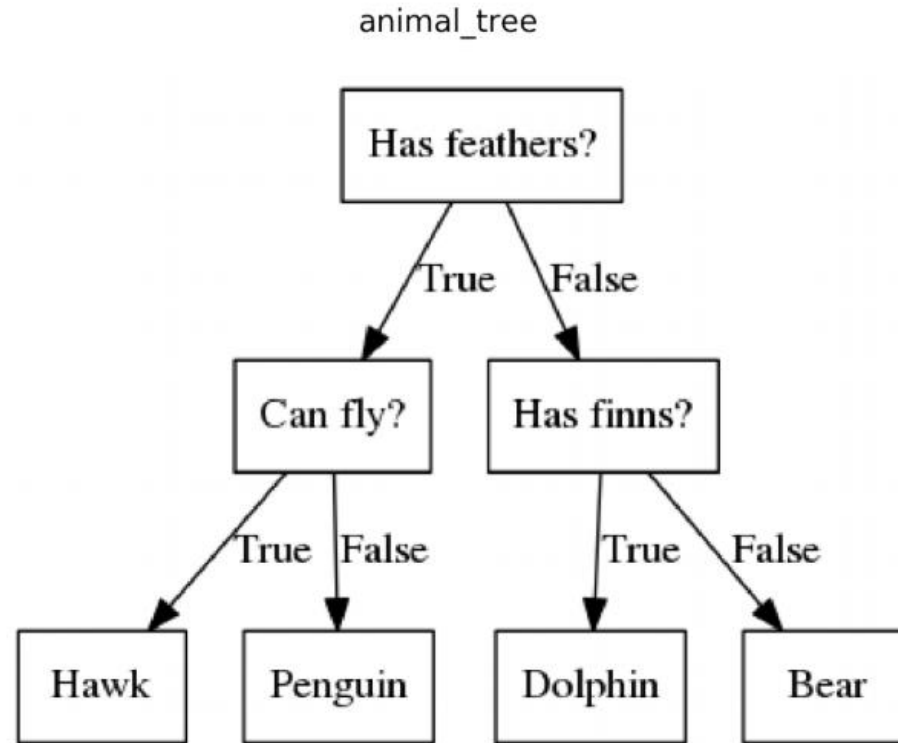 animal_tree
Has feathers?
True False
Can fly? Has finns?
True False True False
Hawk Penguin Dolphin Bear